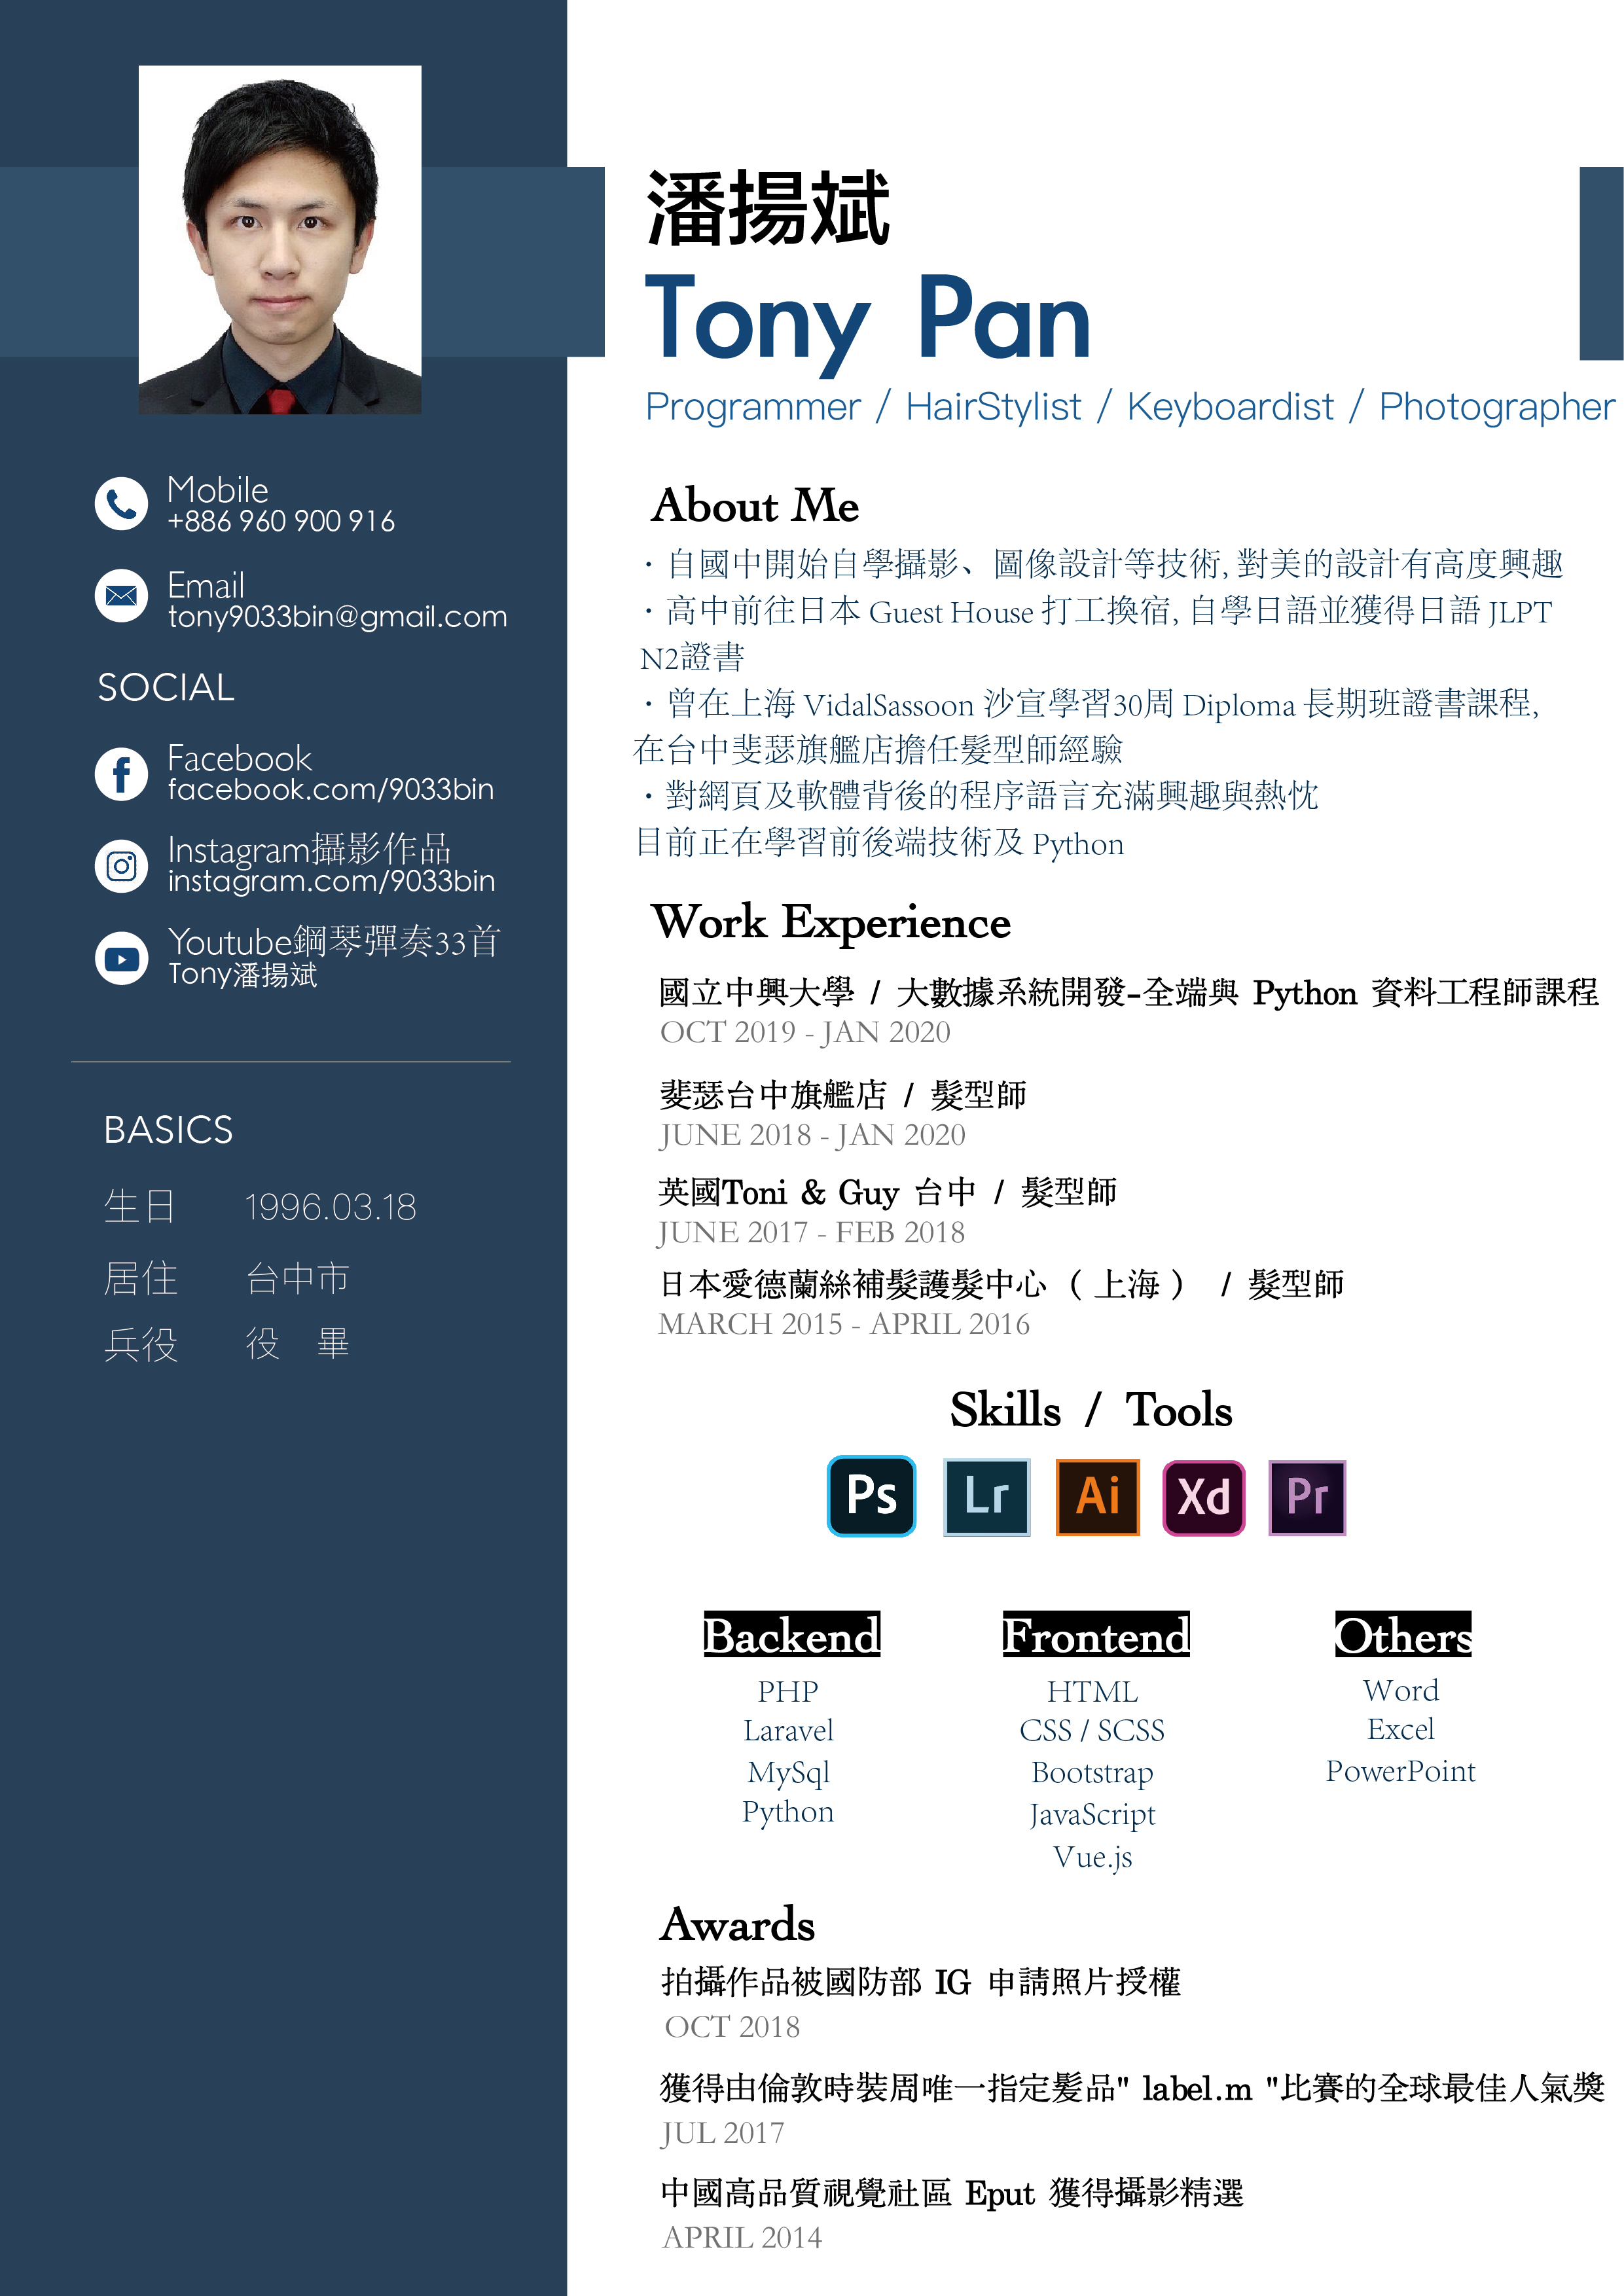 潘揚斌
Tony Pan
Programmer / HairStylist / Keyboardist / Photographer
Mobile
+886 960 900 916
Email
tony9033bin@gmail.com
SOCIAL
Facebook
facebook.com/9033bin
Instagram攝影作品
instagram.com/9033bin
Youtube鋼琴彈奏33首
Tony潘揚斌
BASICS
生日 1996.03.18
居住 台中市
兵役 役 畢
About Me
・自國中開始自學攝影、圖像設計等技術, 對美的設計有高度興趣
・高中前往日本 Guest House 打工換宿, 自學日語並獲得日語 JLPT
N2證書
・曾在上海 VidalSassoon 沙宣學習30周 Diploma 長期班證書課程,
在台中斐瑟旗艦店擔任髮型師經驗
・對網頁及軟體背後的程序語言充滿興趣與熱忱
目前正在學習前後端技術及 Python
Work Experience
國立中興大學 / 大數據系統開發-全端與 Python 資料工程師課程
OCT 2019 - JAN 2020
斐瑟台中旗艦店 / 髮型師
JUNE 2018 - JAN 2020
英國Toni & Guy 台中 / 髮型師
JUNE 2017 - FEB 2018
日本愛德蘭絲補髮護髮中心（上海） / 髮型師
MARCH 2015 - APRIL 2016
Skills / Tools
Ps Lr Ai Xd Pr
Backend
PHP
Laravel
MySql
Python
Frontend
HTML
CSS / SCSS
Bootstrap
JavaScript
Vue.js
Others
Word
Excel
PowerPoint
Awards
拍攝作品被國防部 IG 申請照片授權
OCT 2018
獲得由倫敦時裝周唯一指定髮品" label.m "比賽的全球最佳人氣獎
JUL 2017
中國高品質視覺社區 Eput 獲得攝影精選
APRIL 2014